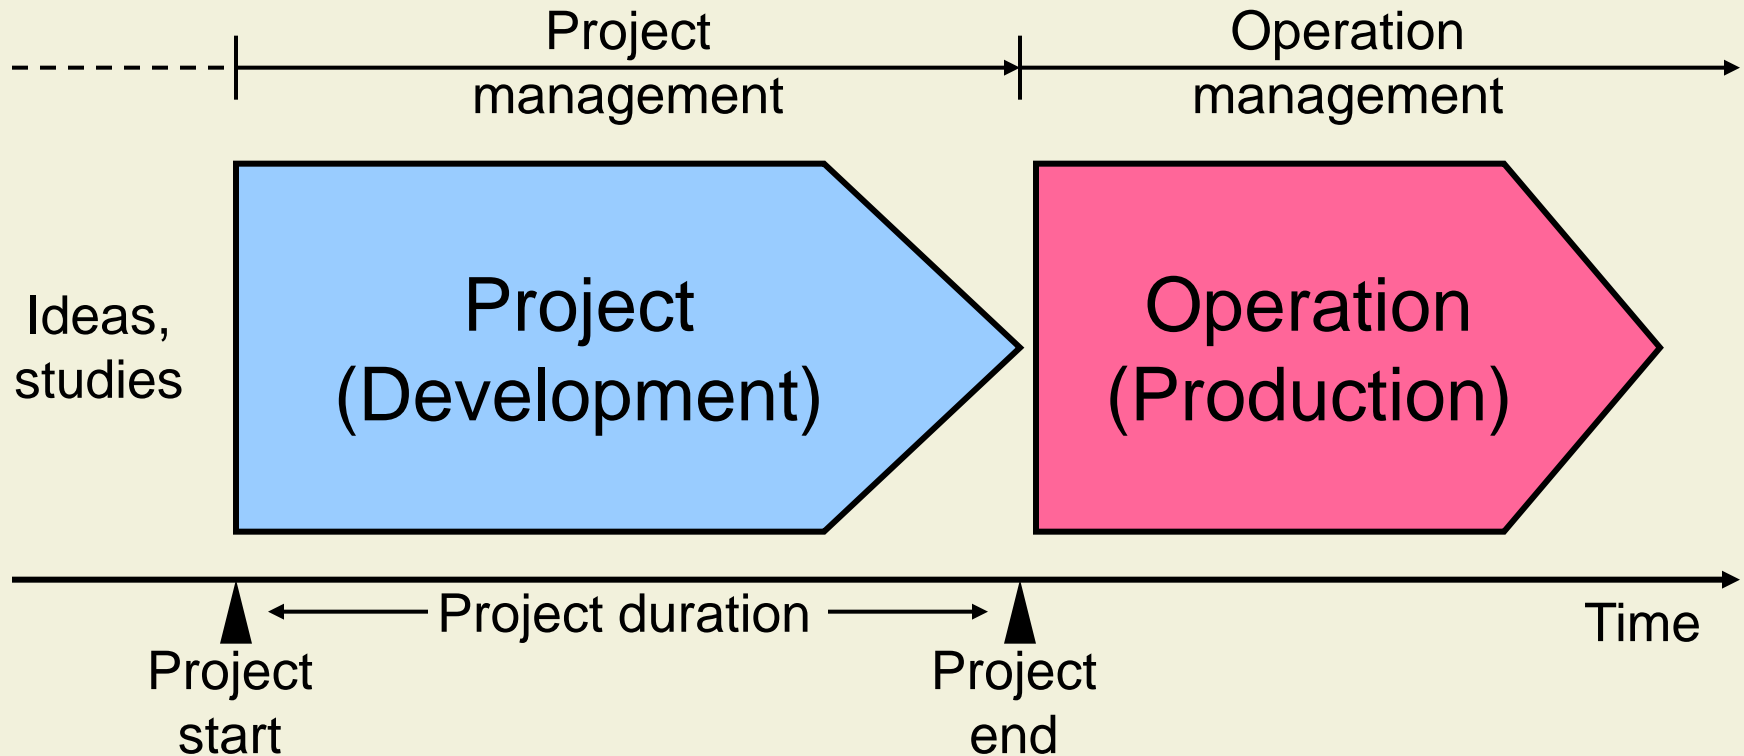 Project
management
Operation
management
Ideas,
studies
Project
(Development)
Operation
(Production)
Project duration
Time
Project
start
Project
end